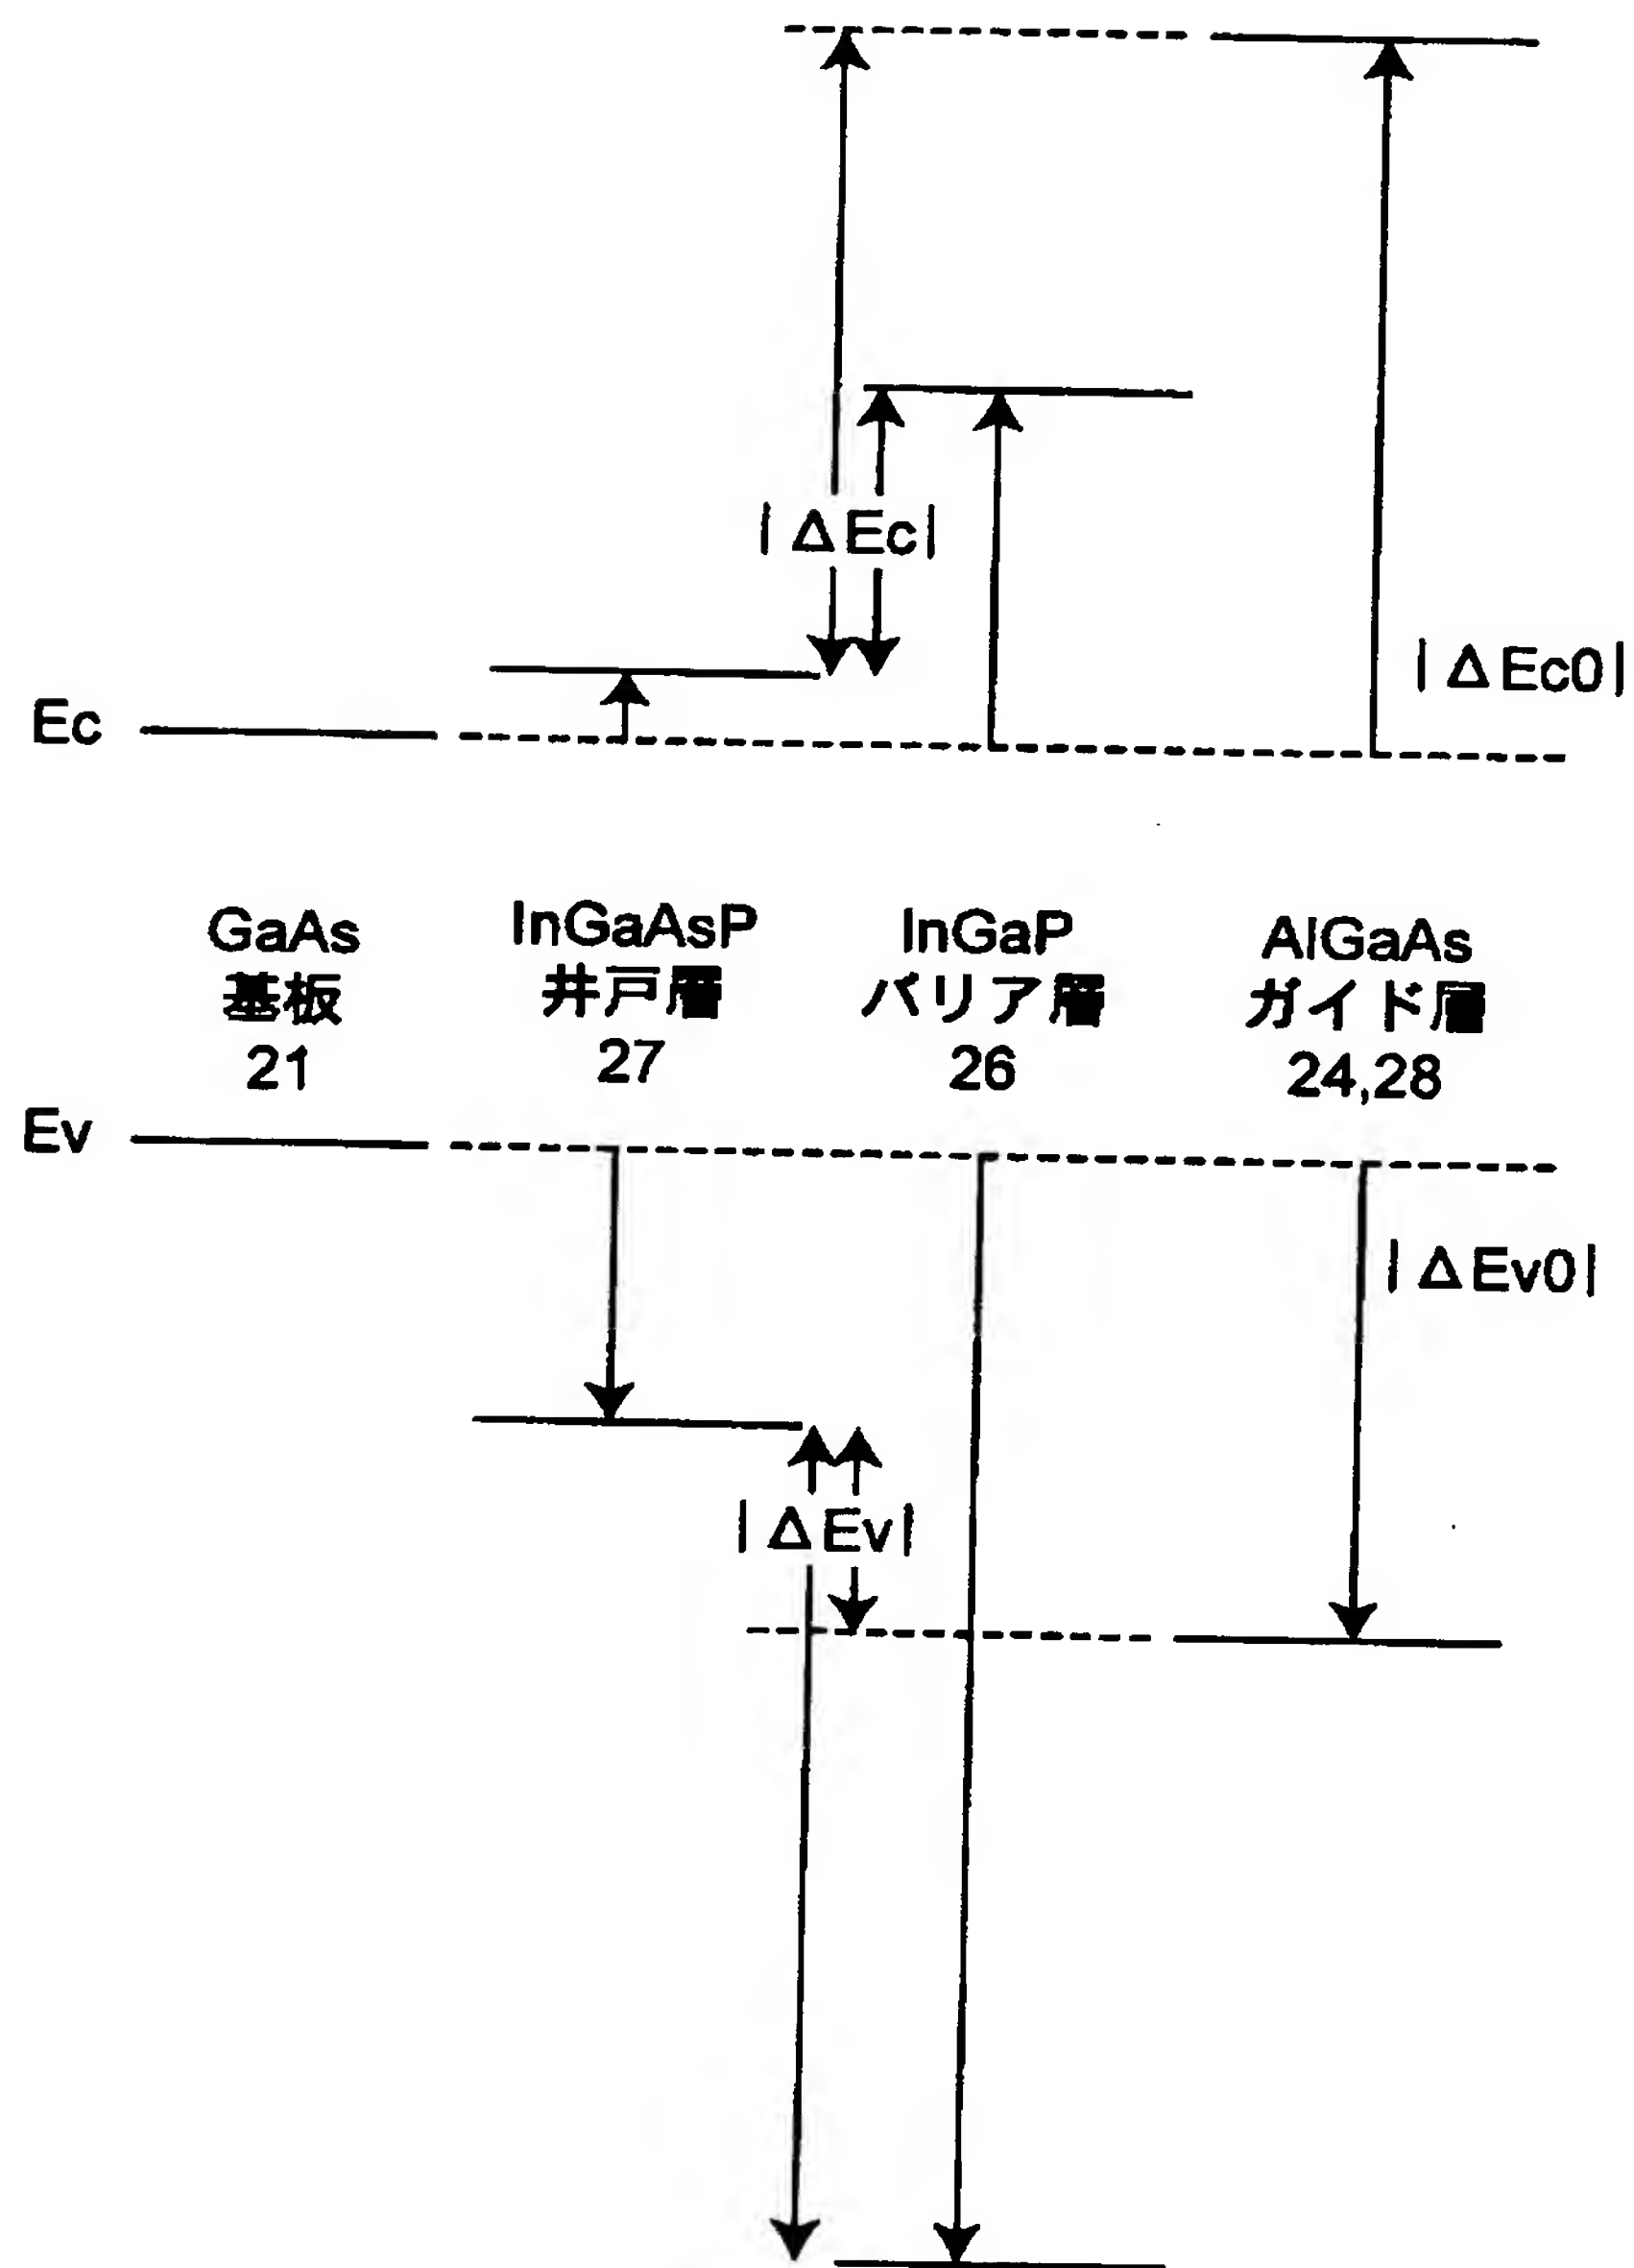 |ΔEc|
|ΔEc0|
Ec
GaAs
基板
21
InGaAsP
井戸層
27
InGaP
バリア層
26
AlGaAs
ガイド層
24,28
Ev
|ΔEv0|
|ΔEv|